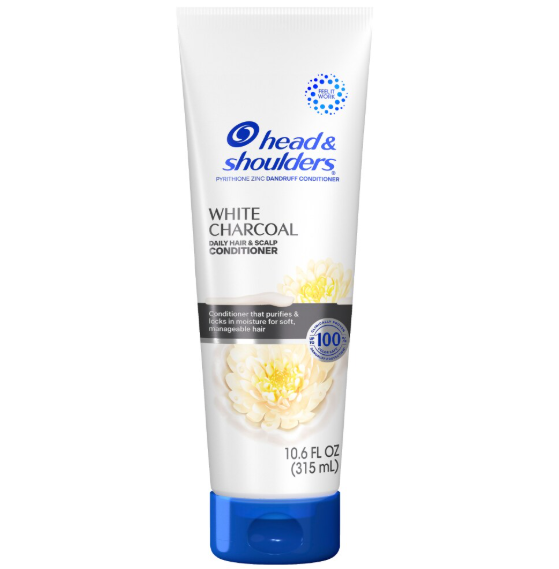 FEEL IT
WORK
head &
shoulders®
PYRITHIONE ZINC DANDRUFF CONDITIONER
WHITE
CHARCOAL
DAILY HAIR & SCALP
CONDITIONER
Conditioner that purifies &
locks in moisture for soft,
manageable hair
100
10.6 FL OZ
(315 mL)